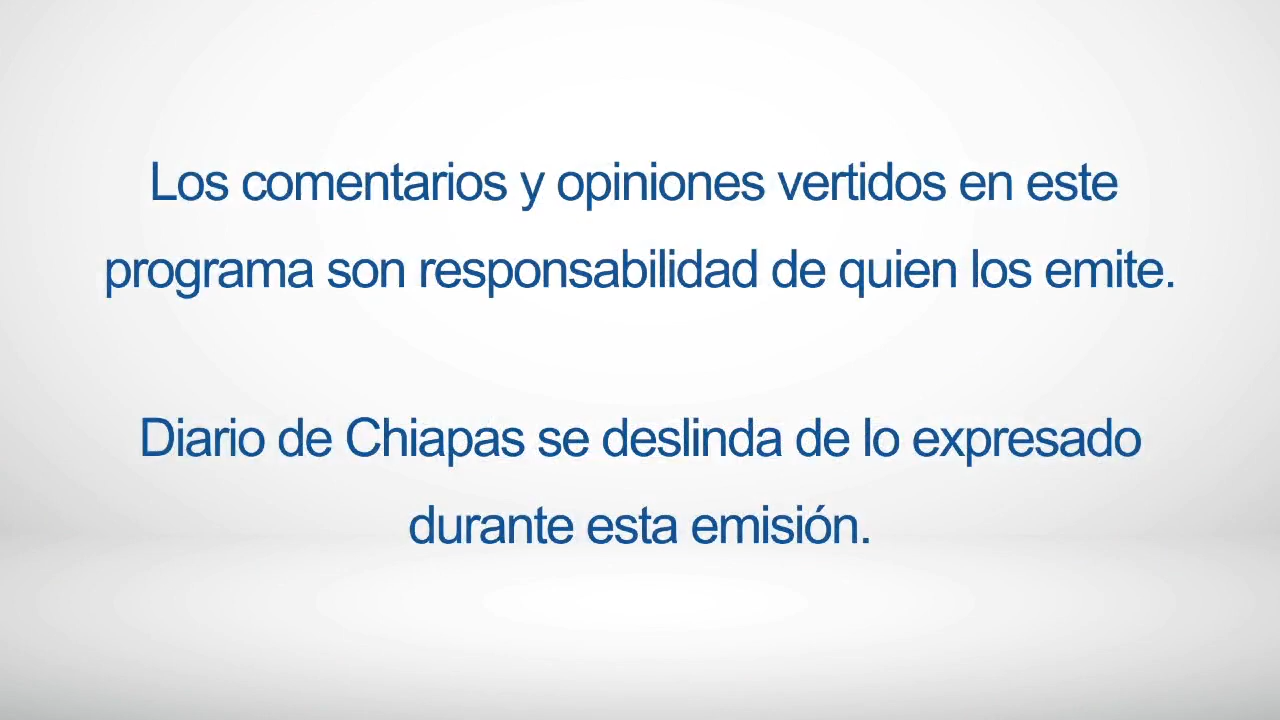 Los comentarios y opiniones vertidos en este
programa son responsabilidad de quien los emite.
Diario de Chiapas se deslinda de lo expresado
durante esta emisión.